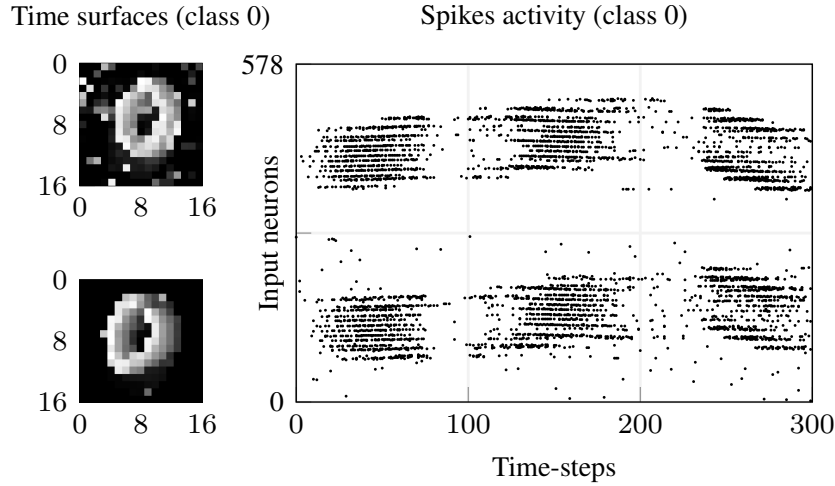 Time surfaces (class 0)
Spikes activity (class 0)
0
8
16
0 8 16
0
8
16
0 8 16
578
0
Input neurons
0 100 200 300
Time-steps